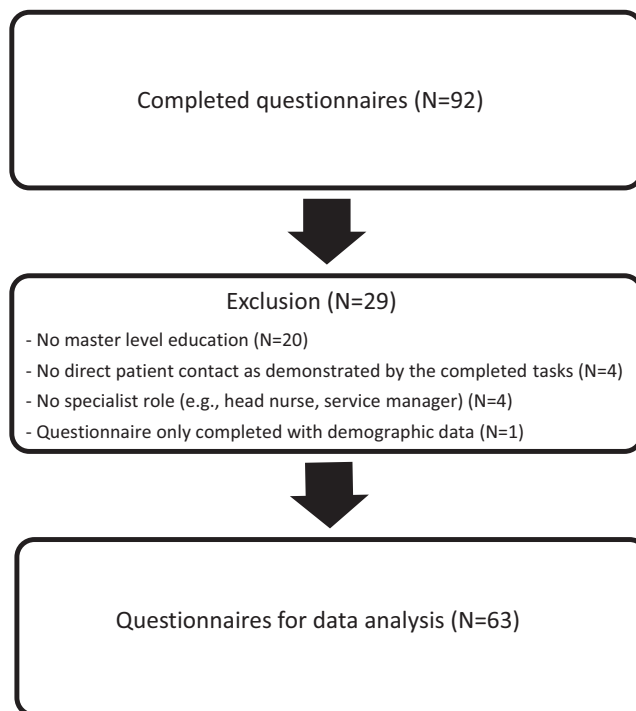 Completed questionnaires (N=92)
Exclusion (N=29)
- No master level education (N=20)
- No direct patient contact as demonstrated by the completed tasks (N=4)
- No specialist role (e.g., head nurse, service manager) (N=4)
- Questionnaire only completed with demographic data (N=1)
Questionnaires for data analysis (N=63)